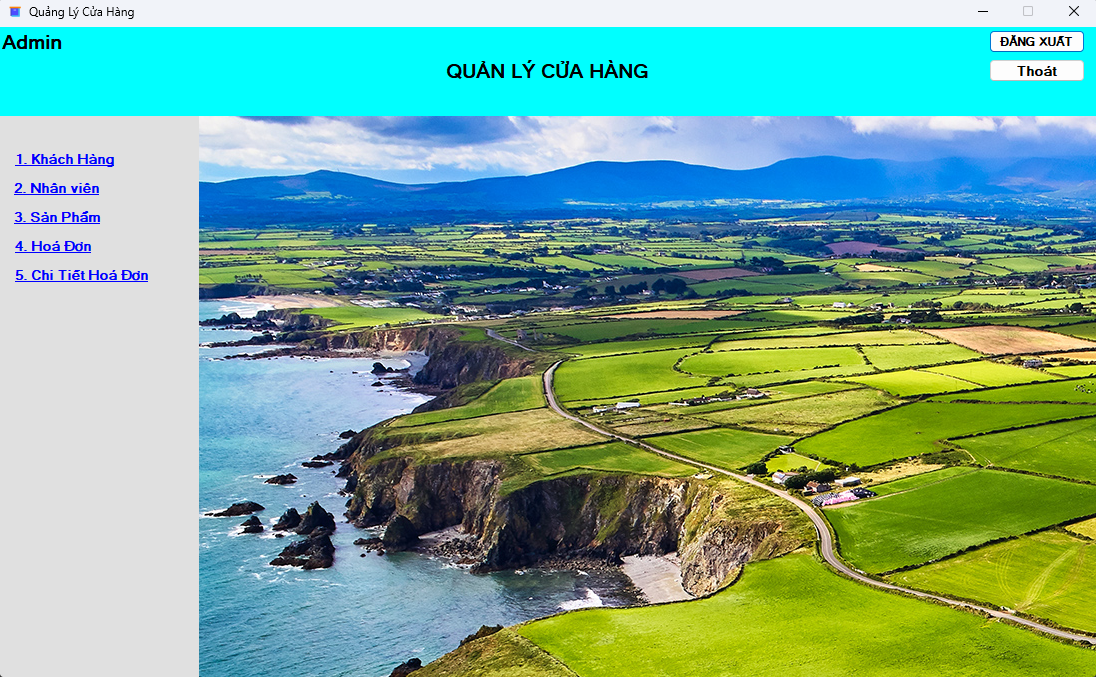 Quảng Lý Cửa Hàng
Admin
ĐĂNG XUẤT
QUẢN LÝ CỬA HÀNG
Thoát
1. Khách Hàng
2. Nhân viên
3. Sản Phẩm
4. Hoá Đơn
5. Chi Tiết Hoá Đơn